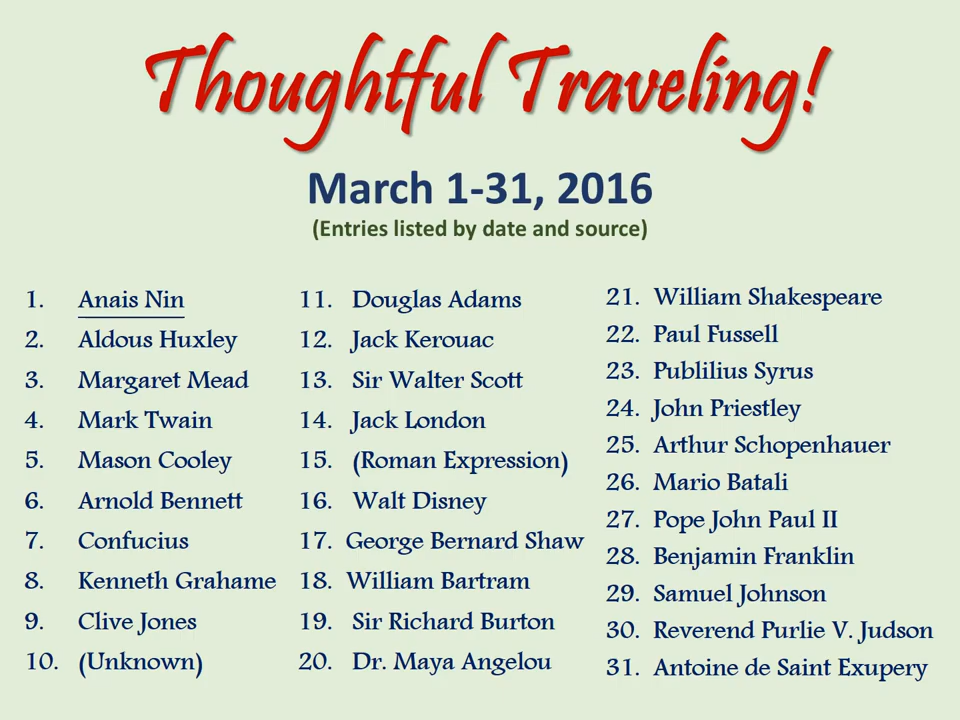 Thoughtful Traveling!
March 1-31, 2016
(Entries listed by date and source)
1. Anais Nin
2. Aldous Huxley
3. Margaret Mead
4. Mark Twain
5. Mason Cooley
6. Arnold Bennett
7. Confucius
8. Kenneth Grahame
9. Clive Jones
10. (Unknown)
11. Douglas Adams
12. Jack Kerouac
13. Sir Walter Scott
14. Jack London
15. (Roman Expression)
16. Walt Disney
17. George Bernard Shaw
18. William Bartram
19. Sir Richard Burton
20. Dr. Maya Angelou
21. William Shakespeare
22. Paul Fussell
23. Publilius Syrus
24. John Priestley
25. Arthur Schopenhauer
26. Mario Batali
27. Pope John Paul II
28. Benjamin Franklin
29. Samuel Johnson
30. Reverend Purlie V. Judson
31. Antoine de Saint Exupery